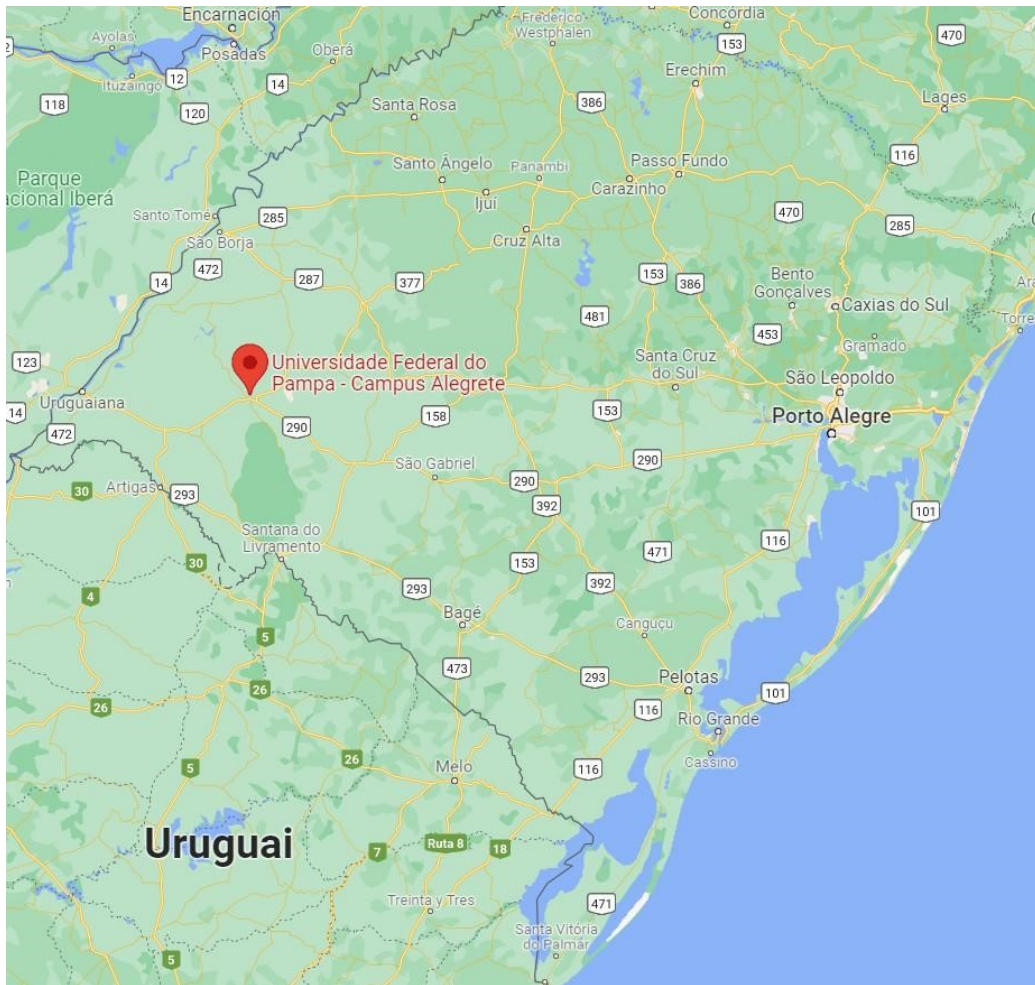 Encarnación
Concórdia
Frederico
Westphalen
470
Ayolas
Posadas
Oberá
153
2
12
Ituzaingo
14
Erechim
118
120
386
Lages
Santa Rosa
116
Parque
Santo Ângelo
Panambi
Passo Fundo
acional Iberá
Ijuí
Carazinho
Santo Tomé
285
470
285
São Borja
Cruz Alta
472
14
287
377
153
386
Bento
Gonçalves
Caxias do Sul
Ara
481
453
Torre
Gramado
123
Universidade Federal do
Pampa - Campus Alegrete
Santa Cruz
do Sul
São Leopoldo
Uruguaiana
14
158
153
Porto Alegre
472
290
São Gabriel
290
290
30
Artigas
293
392
101
Santana do
Livramento
471
116
30
153
293
392
4
Bagé
Canguçu
5
473
293
Pelotas
26
101
26
116
Rio Grande
Cassino
5
26
Melo
116
Uruguai
7
Ruta 8
18
Treinta y Tres
471
Santa Vitória
do Palmar
5